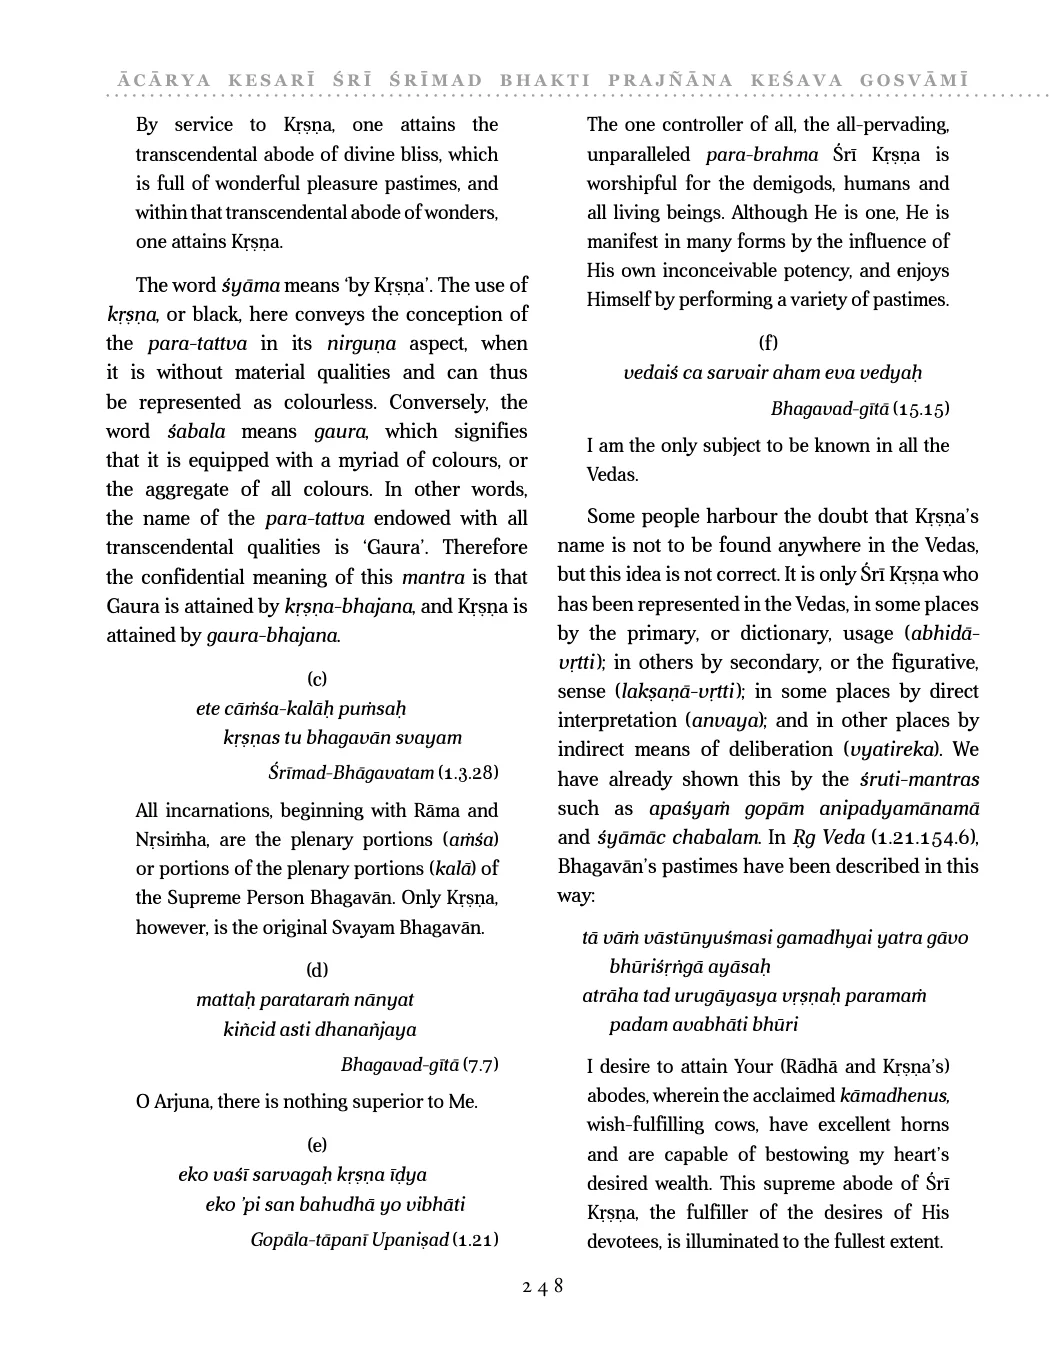 ĀCĀRYA KESARĪ ŚRĪ ŚRĪMAD BHAKTI PRAJÑĀNA KEŚAVA GOSVĀMĪ
By service to Kṛṣṇa, one attains the
transcendental abode of divine bliss, which
is full of wonderful pleasure pastimes, and
within that transcendental abode of wonders,
one attains Kṛṣṇa.
The word śyāma means ‘by Kṛṣṇa’. The use of
kṛṣṇa, or black, here conveys the conception of
the para-tattva in its nirguṇa aspect, when
it is without material qualities and can thus
be represented as colourless. Conversely, the
word śabala means gaura, which signifies
that it is equipped with a myriad of colours, or
the aggregate of all colours. In other words,
the name of the para-tattva endowed with all
transcendental qualities is ‘Gaura’. Therefore
the confidential meaning of this mantra is that
Gaura is attained by kṛṣṇa-bhajana, and Kṛṣṇa is
attained by gaura-bhajana.
(c)
ete cāṁśa-kalāḥ puṁsaḥ
kṛṣṇas tu bhagavān svayam
Śrīmad-Bhāgavatam (1.3.28)
All incarnations, beginning with Rāma and
Nṛsiṁha, are the plenary portions (aṁśa)
or portions of the plenary portions (kalā) of
the Supreme Person Bhagavān. Only Kṛṣṇa,
however, is the original Svayam Bhagavān.
(d)
mattaḥ parataraṁ nānyat
kiñcid asti dhanañjaya
Bhagavad-gītā (7.7)
O Arjuna, there is nothing superior to Me.
(e)
eko vaśī sarvagaḥ kṛṣṇa īḍya
eko ’pi san bahudhā yo vibhāti
Gopāla-tāpanī Upaniṣad (1.21)
The one controller of all, the all-pervading,
unparalleled para-brahma Śrī Kṛṣṇa is
worshipful for the demigods, humans and
all living beings. Although He is one, He is
manifest in many forms by the influence of
His own inconceivable potency, and enjoys
Himself by performing a variety of pastimes.
(f)
vedaiś ca sarvair aham eva vedyaḥ
Bhagavad-gītā (15.15)
I am the only subject to be known in all the
Vedas.
Some people harbour the doubt that Kṛṣṇa’s
name is not to be found anywhere in the Vedas,
but this idea is not correct. It is only Śrī Kṛṣṇa who
has been represented in the Vedas, in some places
by the primary, or dictionary, usage (abhidā-
vṛtti); in others by secondary, or the figurative,
sense (lakṣaṇā-vṛtti); in some places by direct
interpretation (anvaya); and in other places by
indirect means of deliberation (vyatireka). We
have already shown this by the śruti-mantras
such as apaśyaṁ gopām anipadyamānamā
and śyāmāc chabalam. In Ṛg Veda (1.21.154.6),
Bhagavān’s pastimes have been described in this
way:
tā vāṁ vāstūnyuśmasi gamadhyai yatra gāvo
bhūriśṛṅgā ayāsaḥ
atrāha tad urugāyasya vṛṣṇaḥ paramaṁ
padam avabhāti bhūri
I desire to attain Your (Rādhā and Kṛṣṇa’s)
abodes, wherein the acclaimed kāmadhenus,
wish-fulfilling cows, have excellent horns
and are capable of bestowing my heart’s
desired wealth. This supreme abode of Śrī
Kṛṣṇa, the fulfiller of the desires of His
devotees, is illuminated to the fullest extent.
248